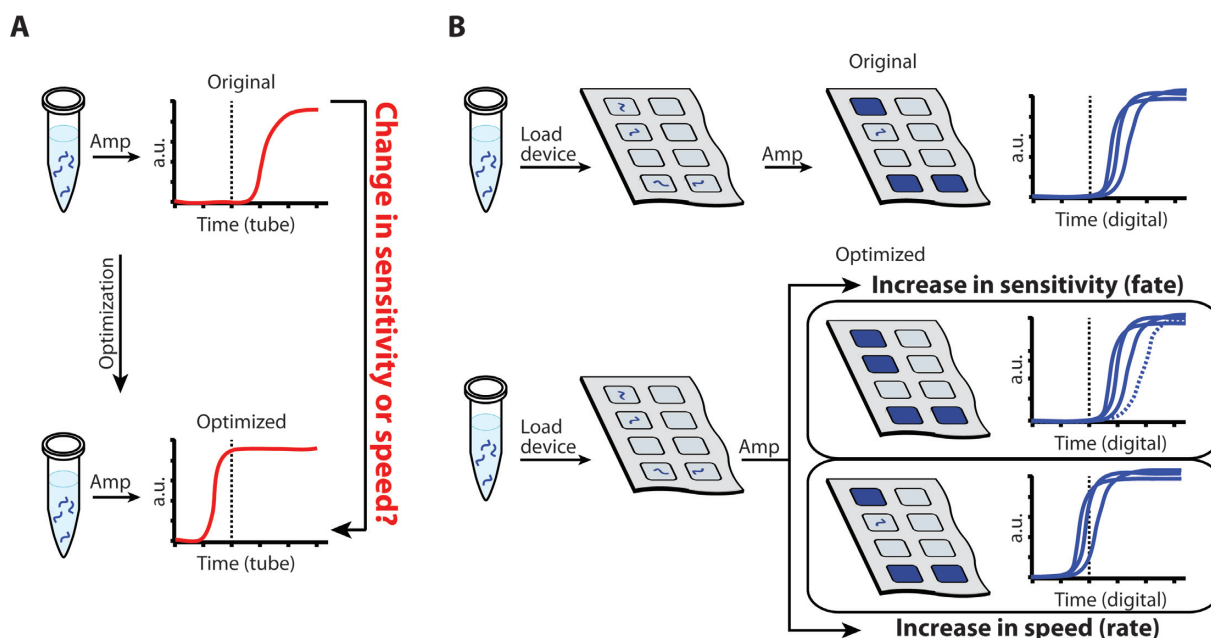 A
Original
Amp
a.u.
Time (tube)
Optimization
Optimized
Amp
a.u.
Time (tube)
Change in sensitivity or speed?
B
Load
device
Amp
Original
a.u.
Time (digital)
Load
device
Amp
Optimized
Increase in sensitivity (fate)
a.u.
Time (digital)
a.u.
Time (digital)
Increase in speed (rate)